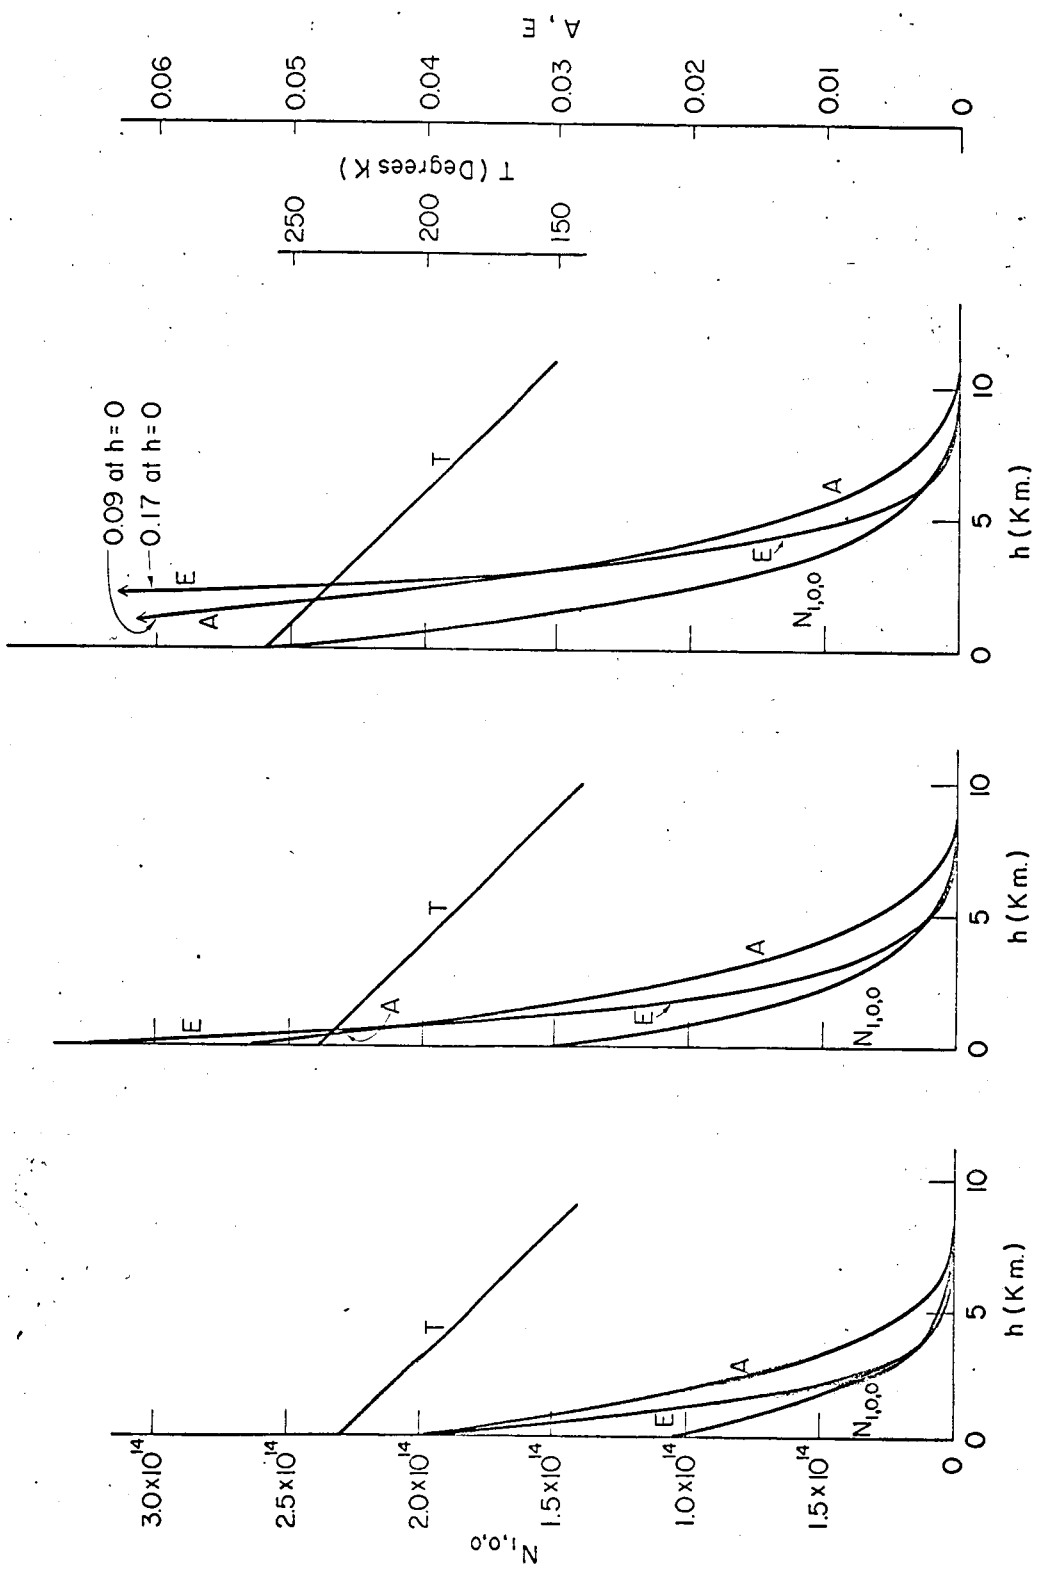 N1,0,0
3.0x10^14
2.5x10^14
2.0x10^14
1.5x10^14
1.0x10^14
1.5x10^14
0
T
A
E
N1,0,0
0
5
10
h (Km.)
E
A
T
A
E
N1,0,0
0
5
10
h (Km.)
0.09 at h=0
0.17 at h=0
E
A
T
A
E
N1,0,0
0
5
10
h (Km.)
250
200
150
T (Degrees K)
0.06
0.05
0.04
0.03
0.02
0.01
0
A, E